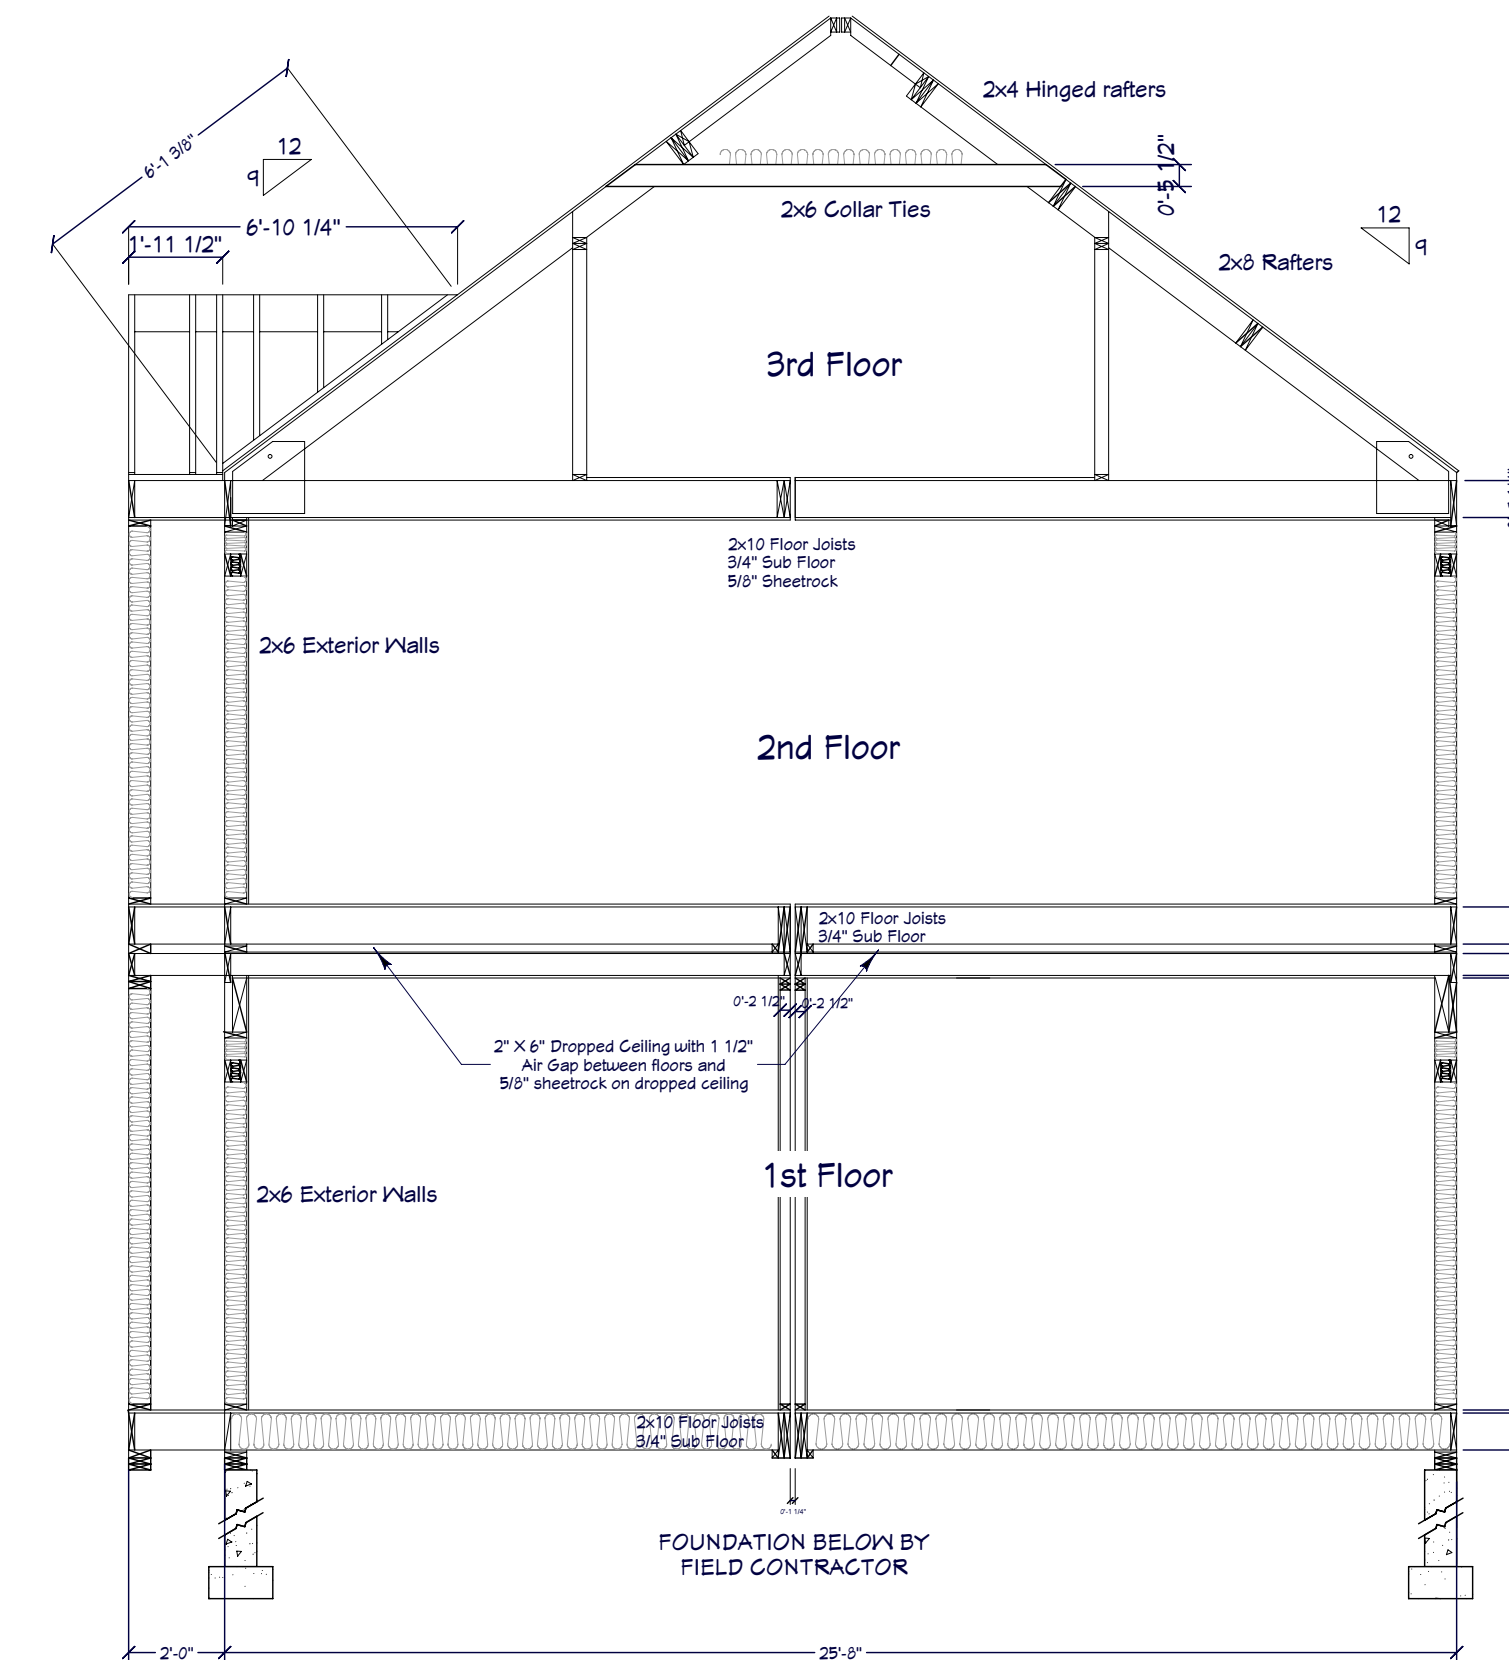 2x4 Hinged rafters
6'-1 3/8"
12
9
0'-5 1/2"
2x6 Collar Ties
12
9
6'-10 1/4"
1'-11 1/2"
2x8 Rafters
3rd Floor
2x10 Floor Joists
3/4" Sub Floor
5/8" Sheetrock
2x6 Exterior Walls
2nd Floor
2x10 Floor Joists
3/4" Sub Floor
0'-2 1/2"
0'-2 1/2"
2" X 6" Dropped Ceiling with 1 1/2"
Air Gap between floors and
5/8" sheetrock on dropped ceiling
1st Floor
2x6 Exterior Walls
2x10 Floor Joists
3/4" Sub Floor
0'-1 1/4"
FOUNDATION BELOW BY
FIELD CONTRACTOR
2'-0"
25'-8"